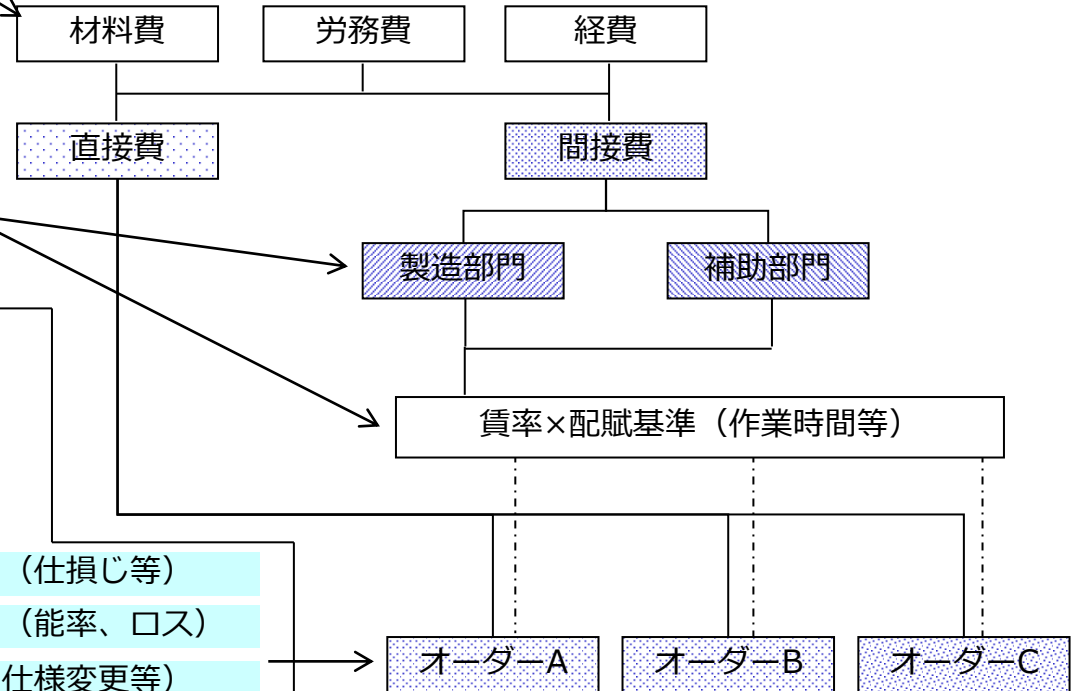 材料費
労務費
経費
直接費
間接費
製造部門
補助部門
賃率×配賦基準（作業時間等）
（仕損じ等）
（能率、ロス）
仕様変更等）
オーダーA
オーダーB
オーダーC